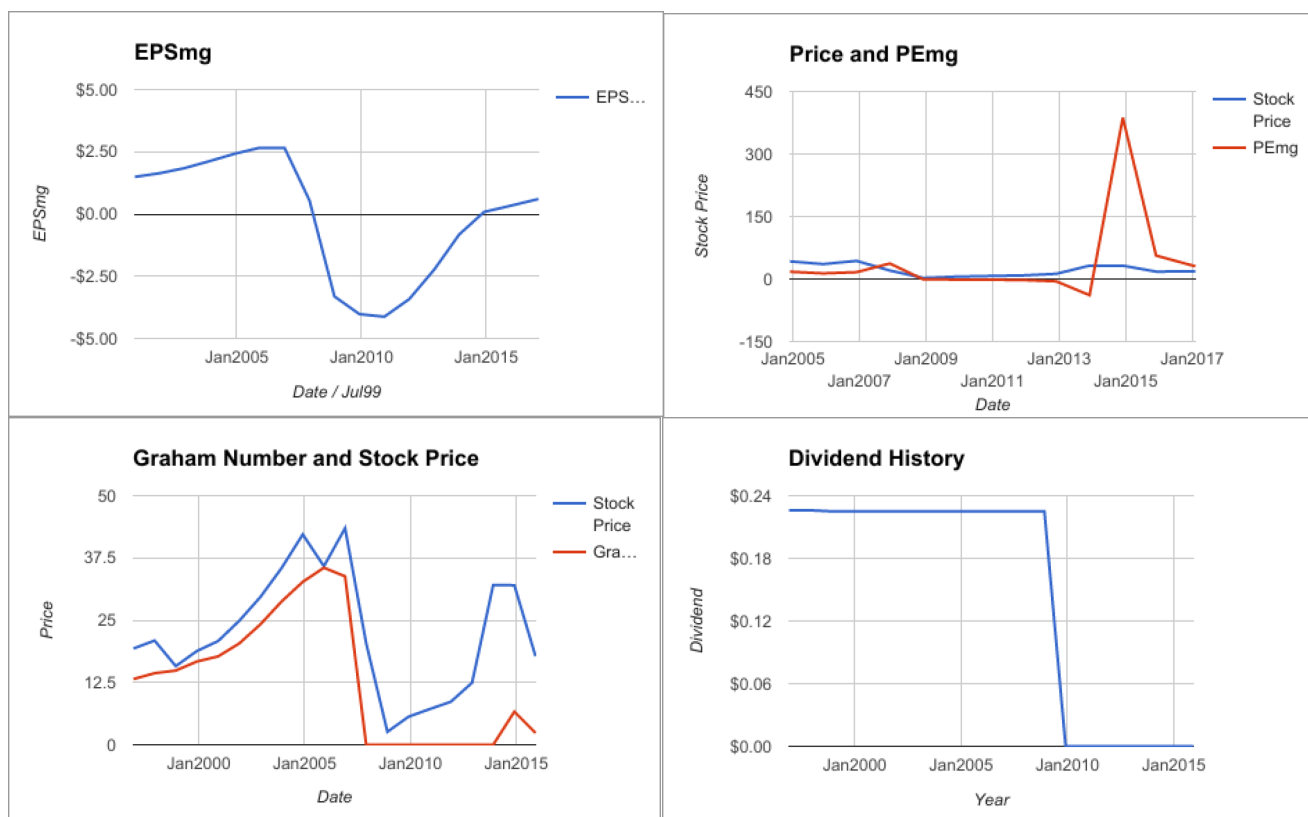 EPSmg
$5.00
$2.50
$0.00
-$2.50
-$5.00
EPSmg
Jan2005
Jan2010
Jan2015
Date / Jul99
EPS…
Price and PEmg
450
300
150
0
-150
Stock Price
Jan2005
Jan2009
Jan2013
Jan2017
Jan2007
Jan2011
Jan2015
Date
Stock
Price
PEmg
Graham Number and Stock Price
50
37.5
25
12.5
0
Price
Jan2000
Jan2005
Jan2010
Jan2015
Date
Stock
Price
Gra…
Dividend History
$0.24
$0.18
$0.12
$0.06
$0.00
Dividend
Jan2000
Jan2005
Jan2010
Jan2015
Year